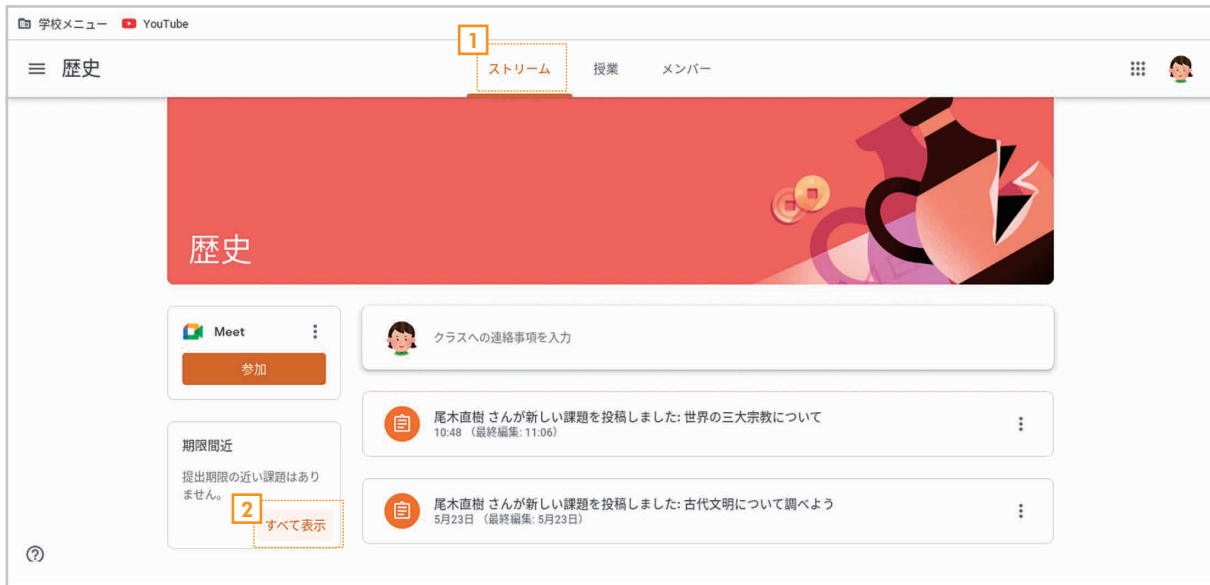 学校メニュー YouTube
1
歴史 ストリーム 授業 メンバー
歴史
Meet
参加
クラスへの連絡事項を入力
尾木直樹 さんが新しい課題を投稿しました: 世界の三大宗教について
10:48 （最終編集: 11:06）
期限間近
提出期限の近い課題はあり
ません。
2
すべて表示
尾木直樹 さんが新しい課題を投稿しました: 古代文明について調べよう
5月23日 （最終編集: 5月23日）